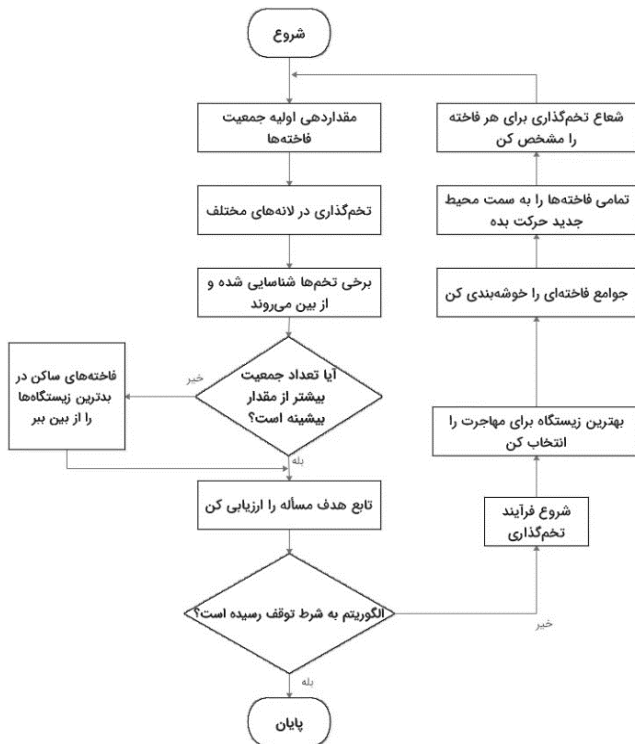 شروع
مقداردهی اولیه جمعیت
فاخته‌ها
تخم‌گذاری در لانه‌های مختلف
برخی تخم‌ها شناسایی شده و
از بین می‌روند
آیا تعداد جمعیت
بیشتر از مقدار
بیشینه است؟
خیر
فاخته‌های ساکن در
بدترین زیستگاه‌ها
را از بین ببر
بله
تابع هدف مسأله را ارزیابی کن
الگوریتم به شرط توقف رسیده است؟
بله
پایان
خیر
شروع فرآیند
تخم‌گذاری
بهترین زیستگاه برای مهاجرت را
انتخاب کن
جوامع فاخته‌ای را خوشه‌بندی کن
تمامی فاخته‌ها را به سمت محیط
جدید حرکت بده
شعاع تخم‌گذاری برای هر فاخته
را مشخص کن